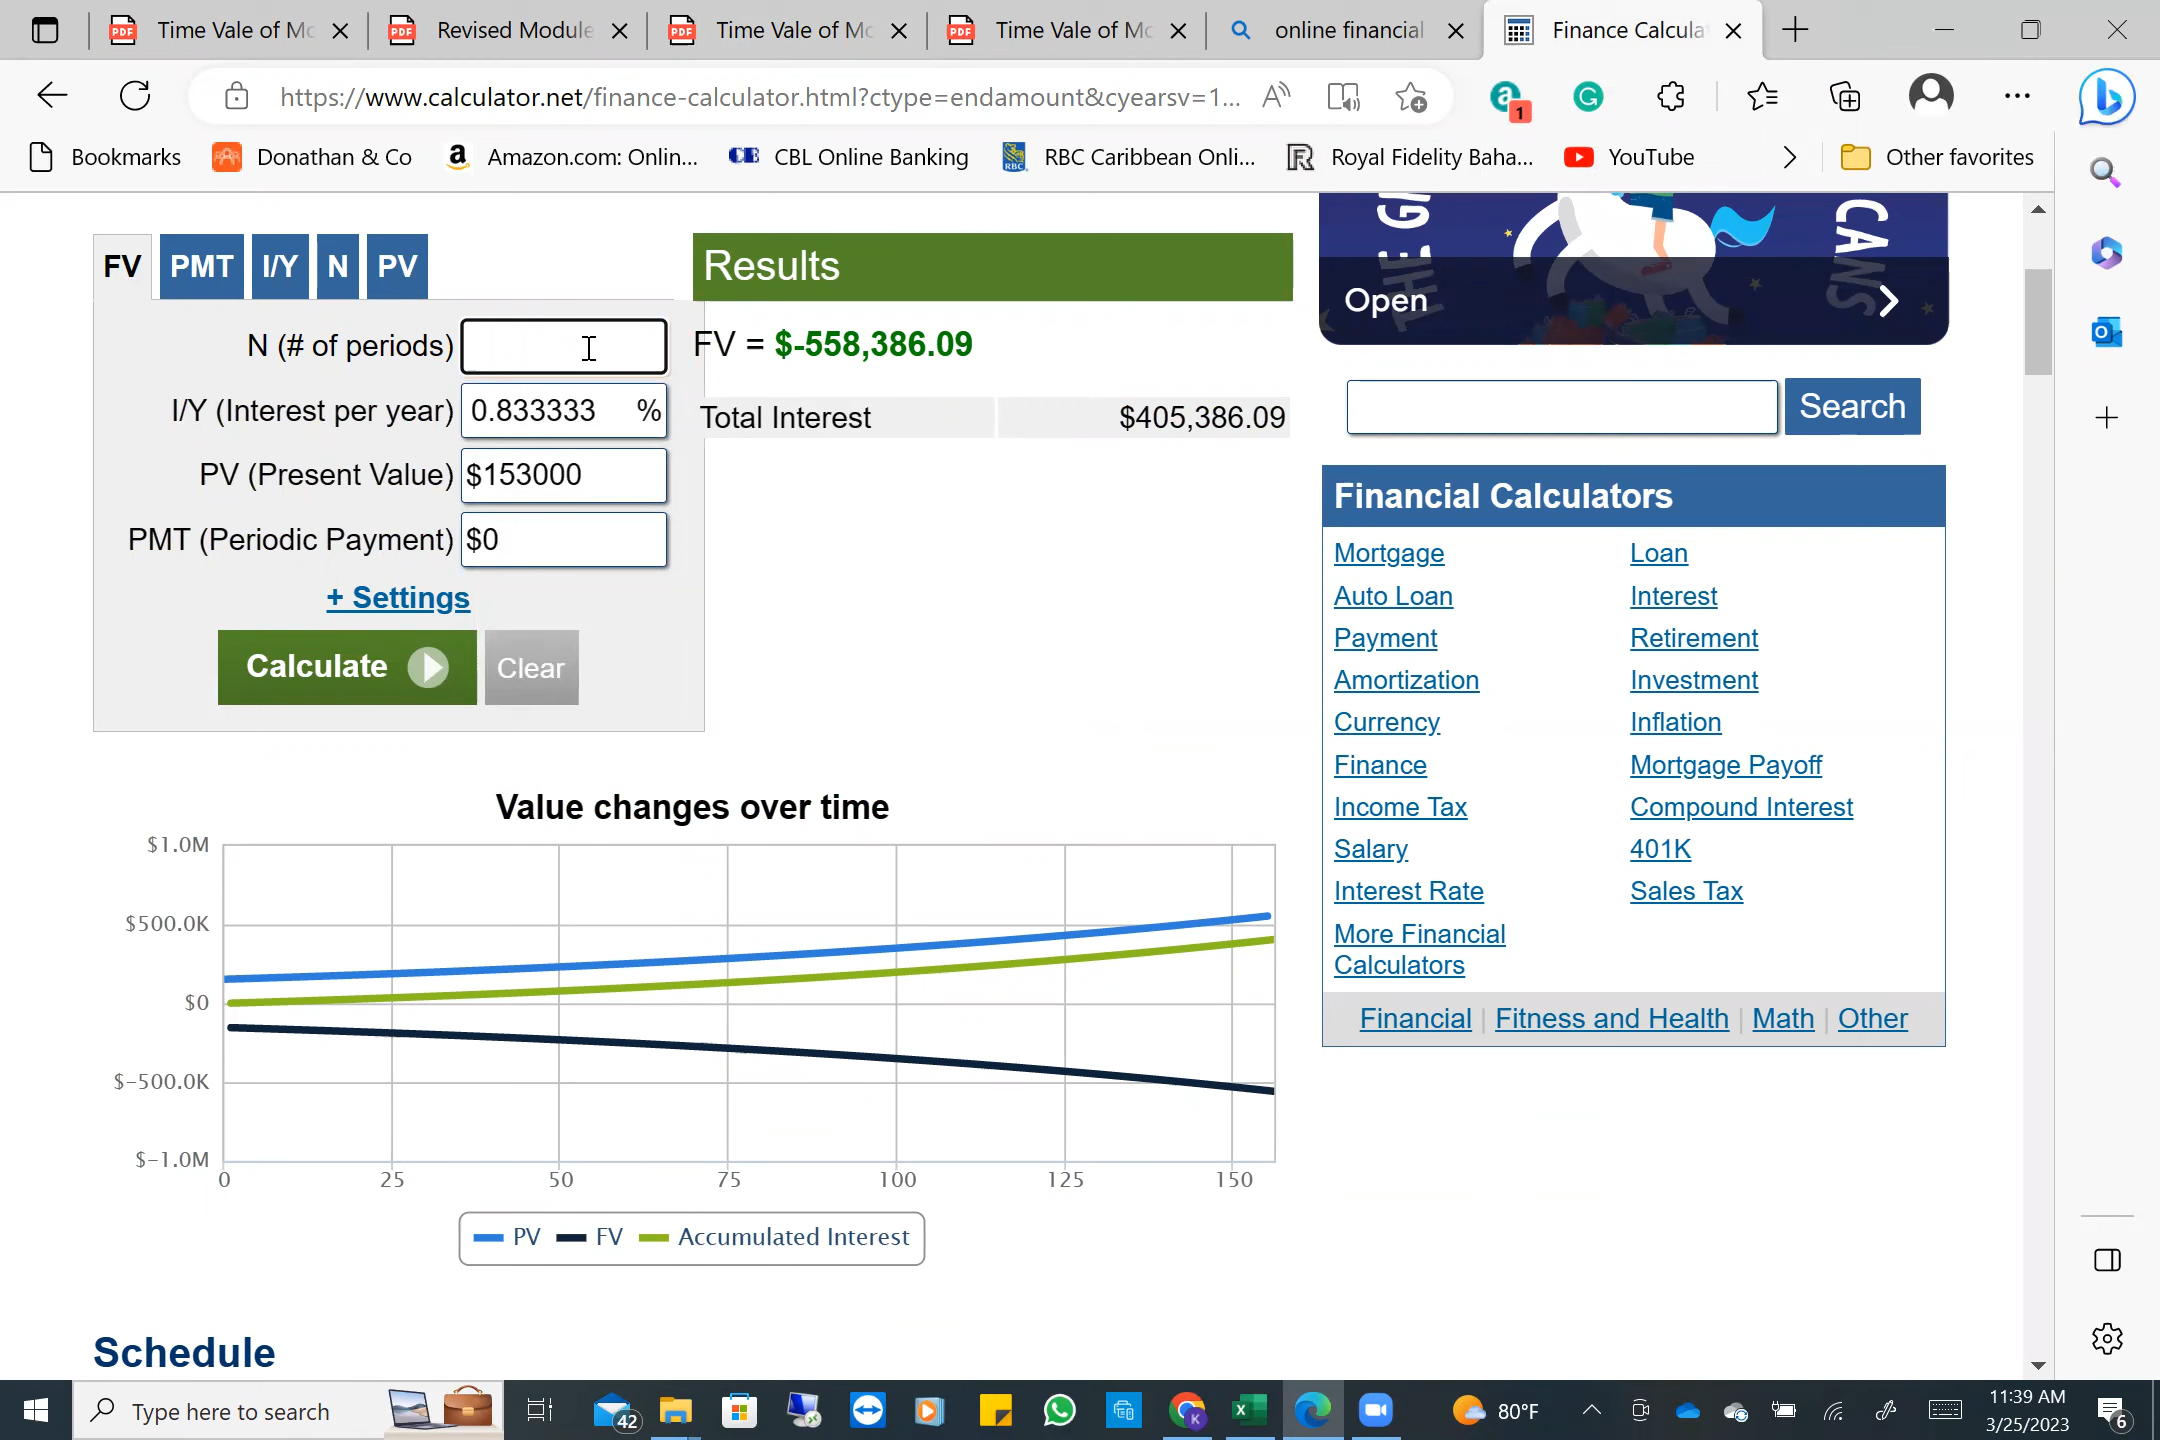 Time Vale of Mc
Revised Module
Time Vale of Mc
Time Vale of Mc
online financial
Finance Calcula
https://www.calculator.net/finance-calculator.html?ctype=endamount&cyearsv=1...
1
Bookmarks
Donathan & Co
Amazon.com: Onlin...
CBL Online Banking
RBC Caribbean Onli...
Royal Fidelity Baha...
YouTube
Other favorites
FV
PMT
I/Y
N
PV
N (# of periods)
I/Y (Interest per year)
0.833333 %
PV (Present Value)
$153000
PMT (Periodic Payment)
$0
+ Settings
Calculate
Clear
Results
FV = $-558,386.09
Total Interest $405,386.09
Open
Search
Financial Calculators
Mortgage
Loan
Auto Loan
Interest
Payment
Retirement
Amortization
Investment
Currency
Inflation
Finance
Mortgage Payoff
Income Tax
Compound Interest
Salary
401K
Interest Rate
Sales Tax
More Financial
Calculators
Financial | Fitness and Health | Math | Other
Value changes over time
$1.0M
$500.0K
$0
$-500.0K
$-1.0M
0 25 50 75 100 125 150
PV FV Accumulated Interest
Schedule
Type here to search
42
80°F
11:39 AM
3/25/2023
6